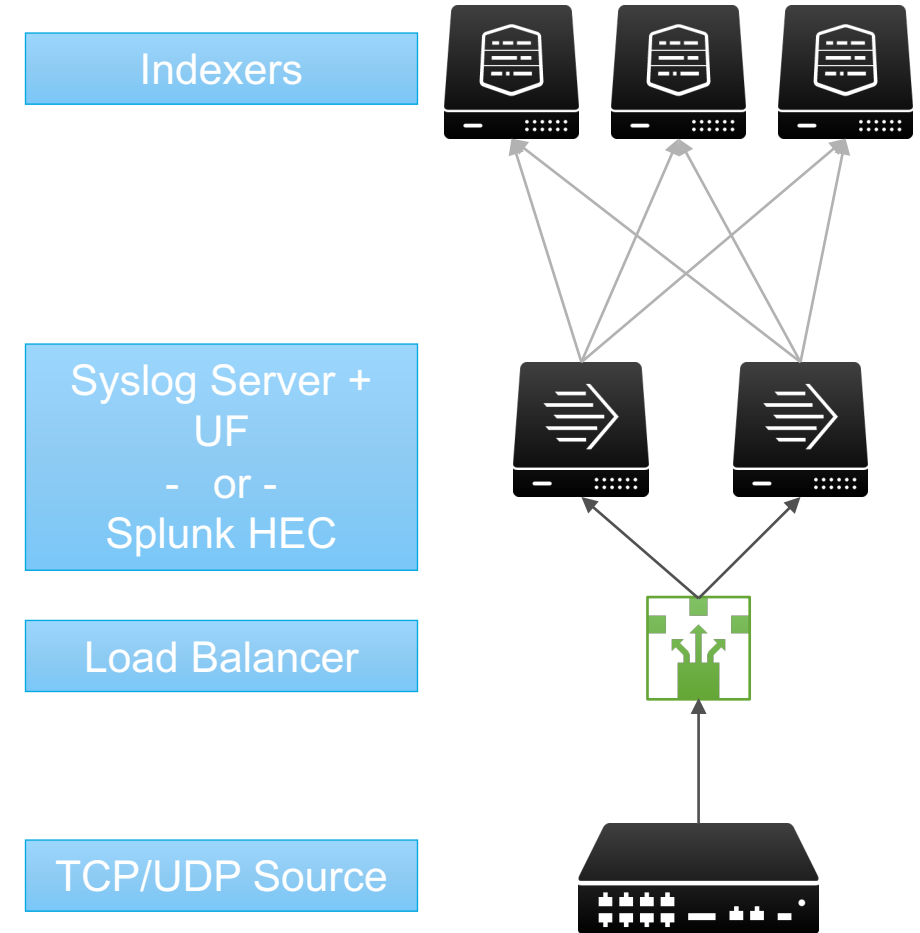 Indexers
Syslog Server +
UF
- or -
Splunk HEC
Load Balancer
TCP/UDP Source